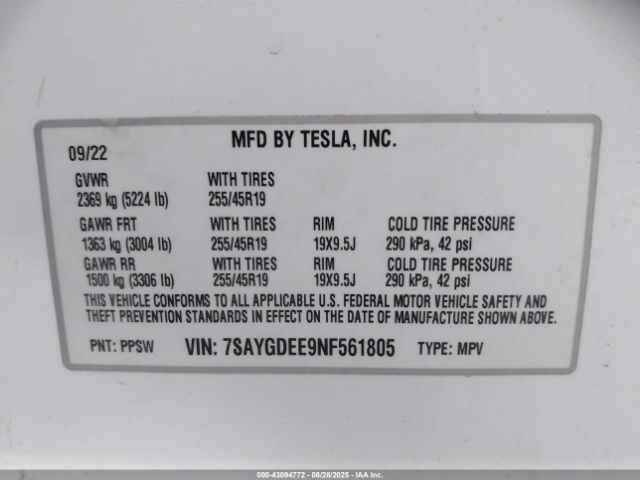 MFD BY TESLA, INC.
09/22
GVWR WITH TIRES
2369 kg (5224 lb) 255/45R19
GAWR FRT WITH TIRES RIM COLD TIRE PRESSURE
1363 kg (3004 lb) 255/45R19 19X9.5J 290 kPa, 42 psi
GAWR RR WITH TIRES RIM COLD TIRE PRESSURE
1500 kg (3306 lb) 255/45R19 19X9.5J 290 kPa, 42 psi
THIS VEHICLE CONFORMS TO ALL APPLICABLE U.S. FEDERAL MOTOR VEHICLE SAFETY AND
THEFT PREVENTION STANDARDS IN EFFECT ON THE DATE OF MANUFACTURE SHOWN ABOVE.
PNT: PPSW VIN: 7SAYGDEE9NF561805 TYPE: MPV
000-43094772 - 08/28/2025 - IAA Inc.